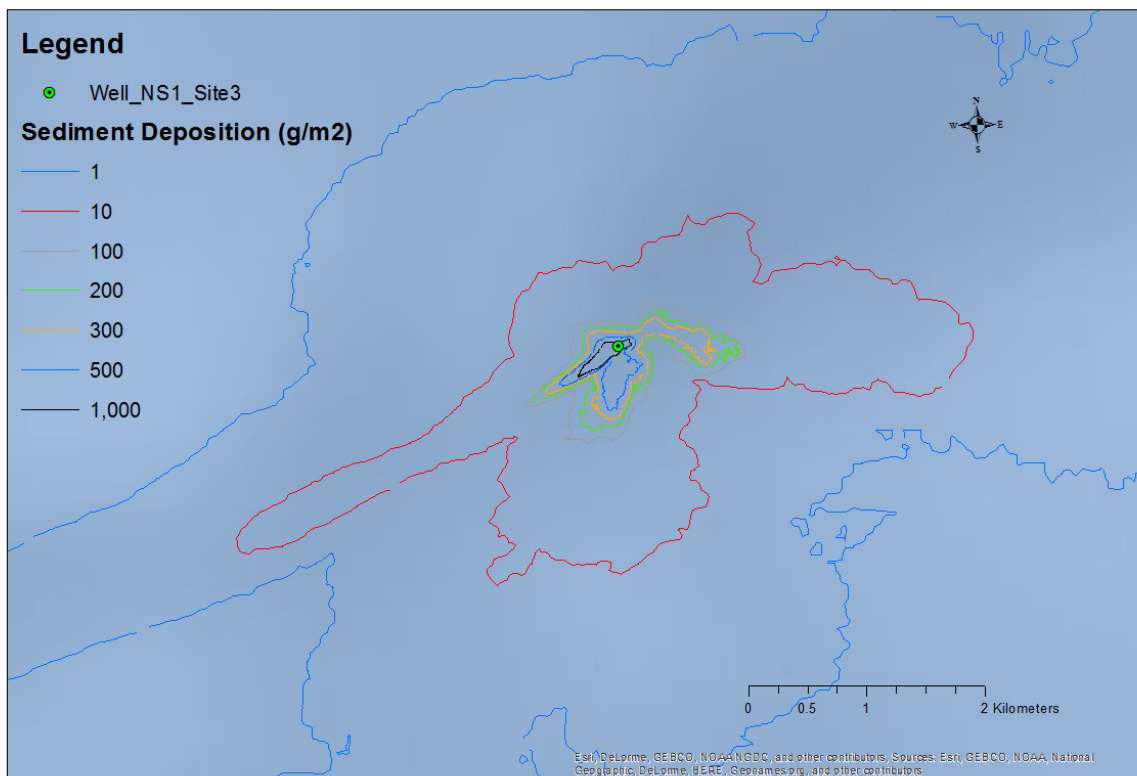 Legend
Well_NS1_Site3
Sediment Deposition (g/m2)
1
10
100
200
300
500
1,000
N
W E
S
0 0.5 1 2 Kilometers
Esri, DeLorme, GEBCO, NOAA NGDC, and other contributors, Sources: Esri, GEBCO, NOAA, National
Geographic, DeLorme, HERE, Geonames.org, and other contributors